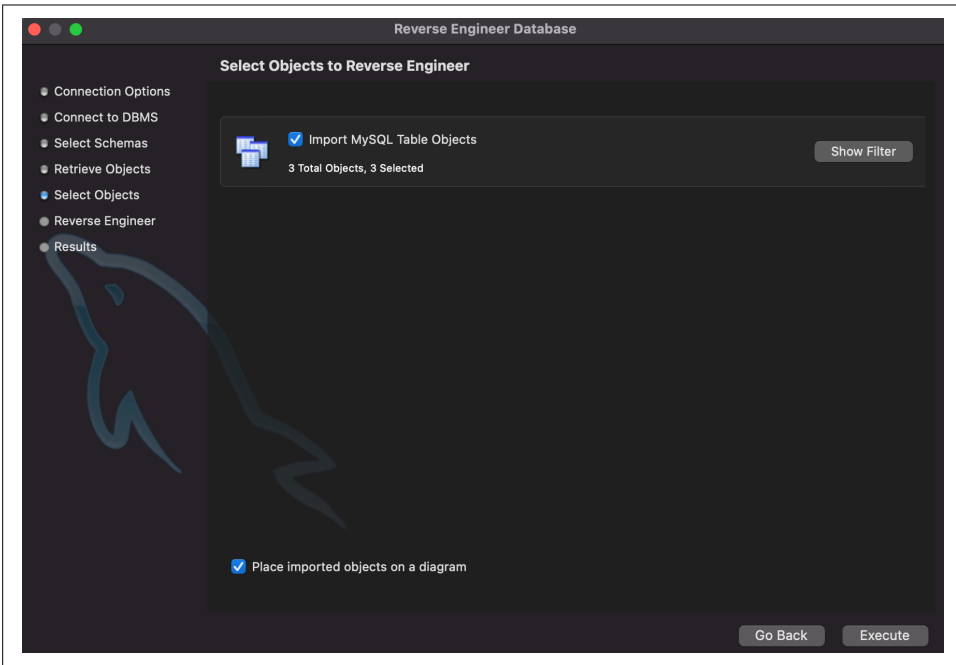 Reverse Engineer Database
Select Objects to Reverse Engineer
Connection Options
Connect to DBMS
Select Schemas
Retrieve Objects
Select Objects
Reverse Engineer
Results
Import MySQL Table Objects
3 Total Objects, 3 Selected
Show Filter
Place imported objects on a diagram
Go Back
Execute